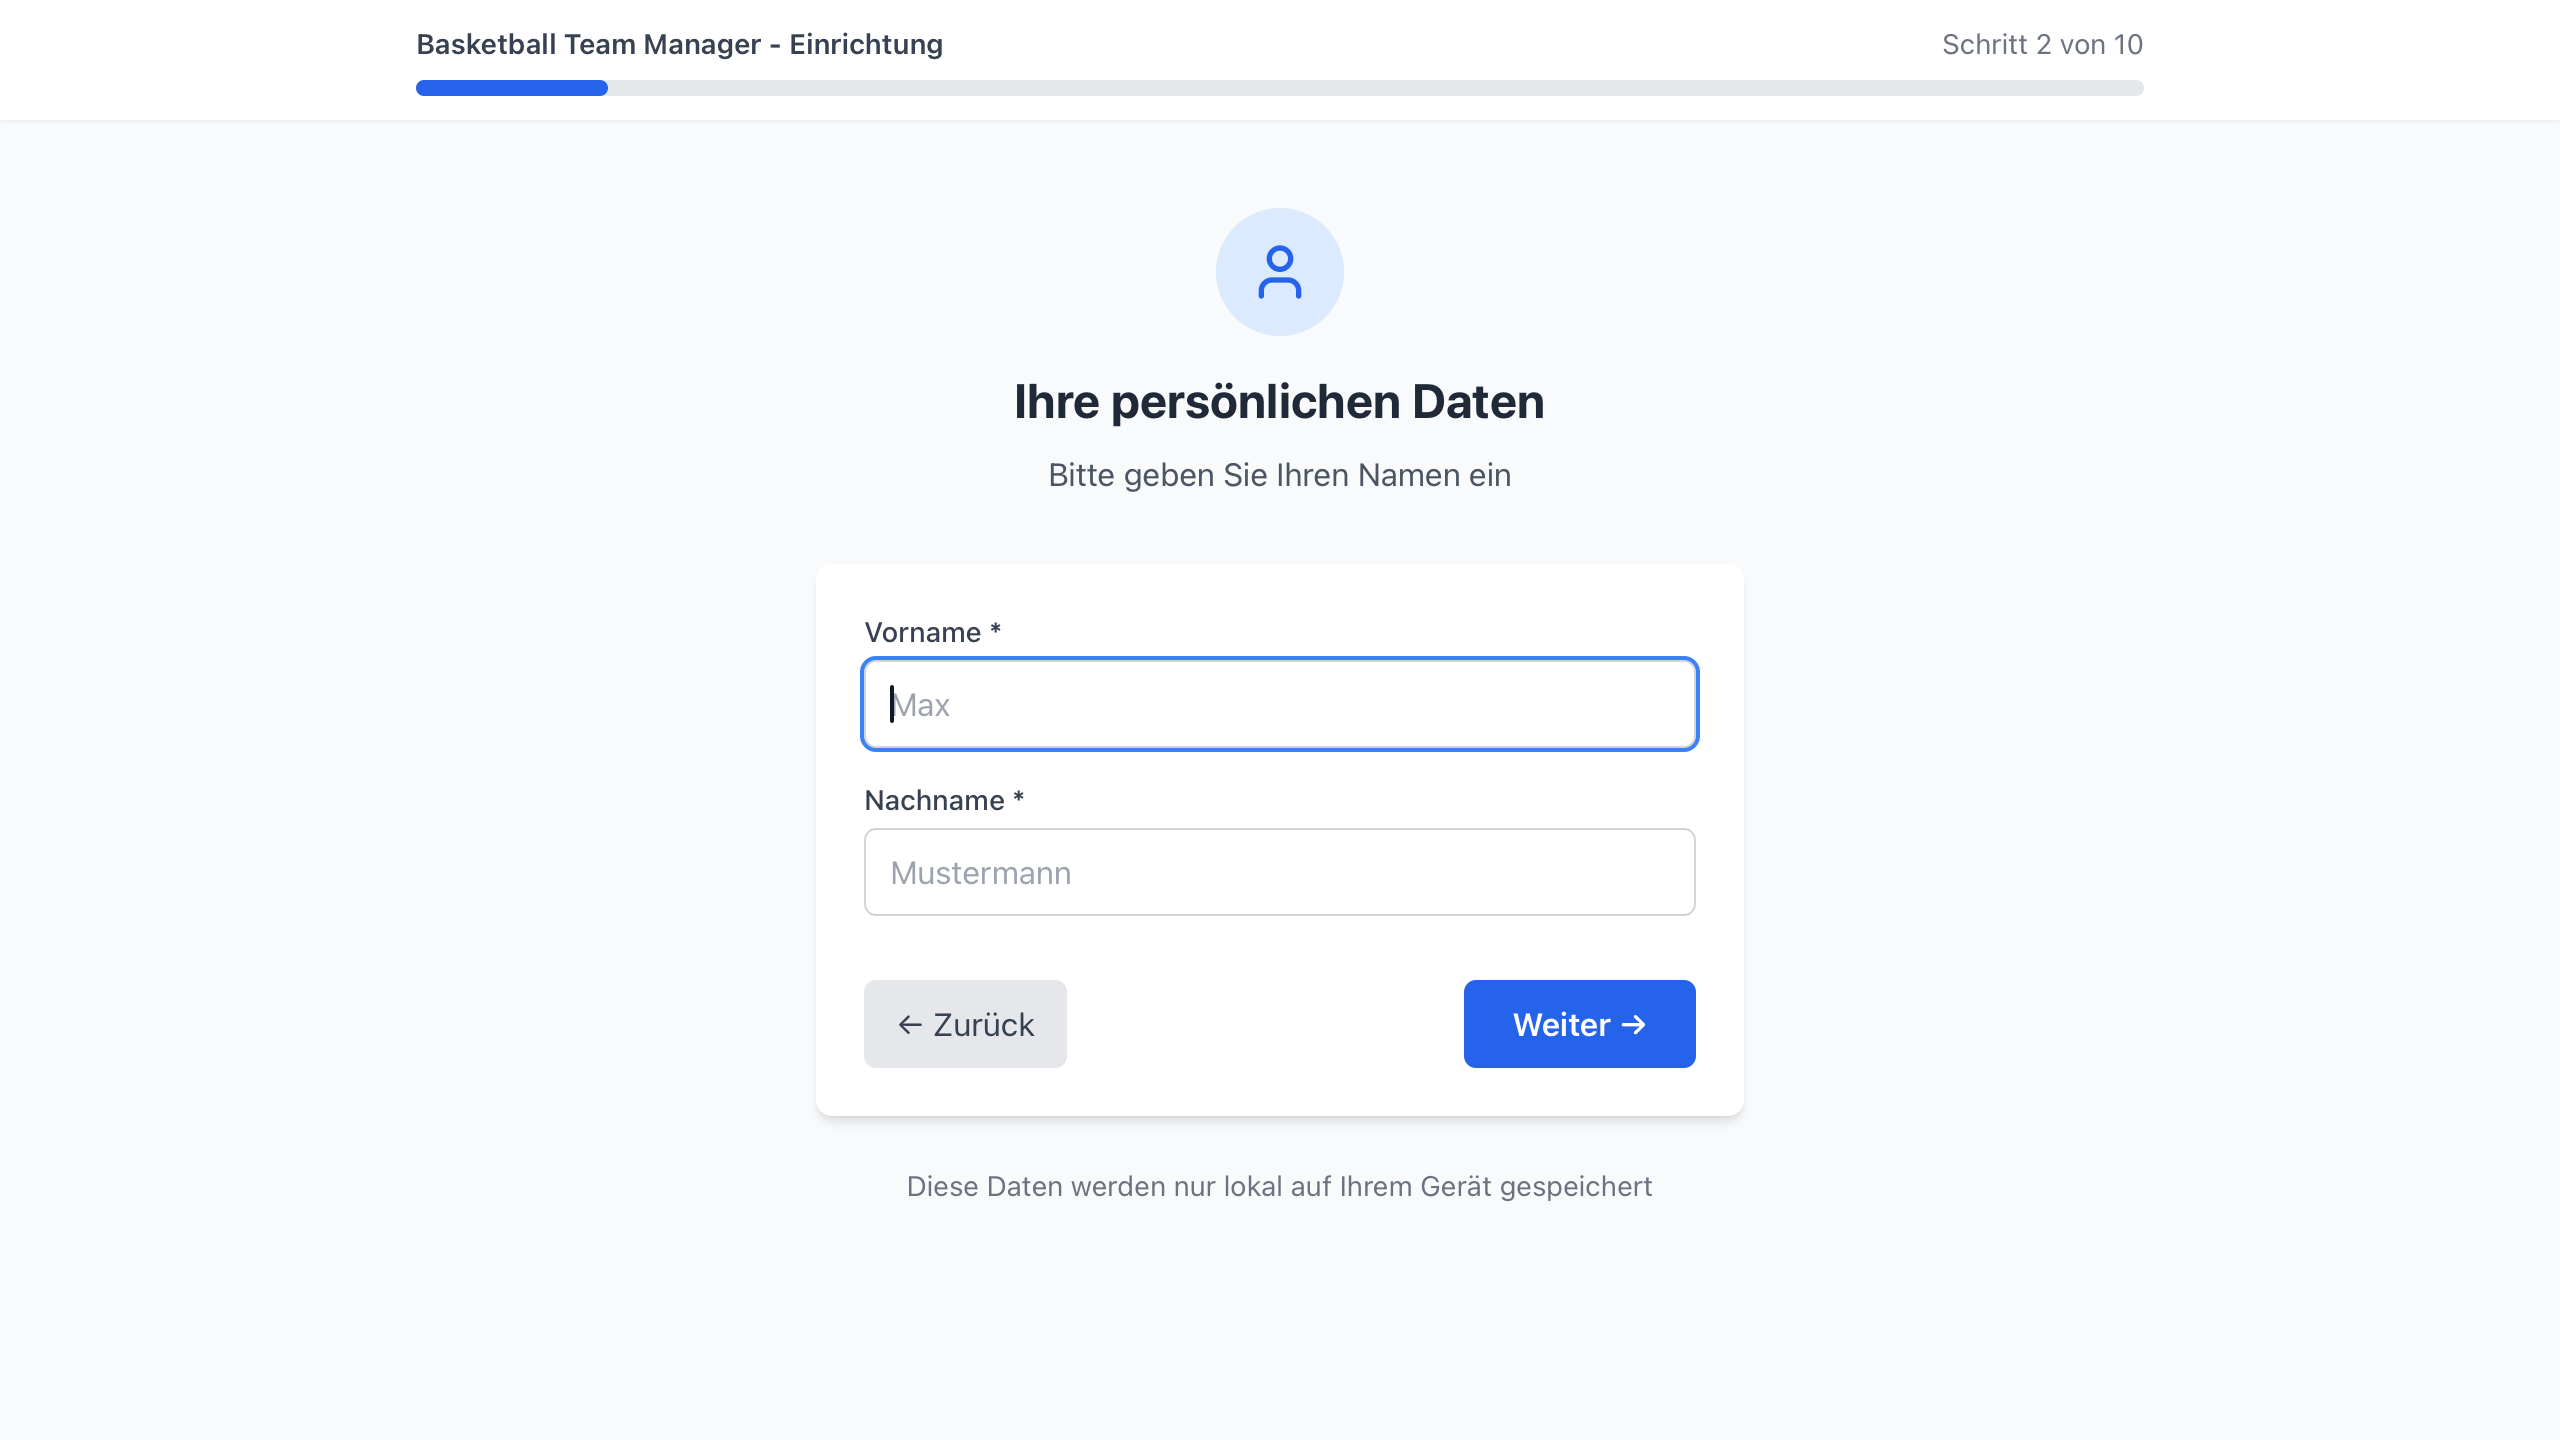 Basketball Team Manager - Einrichtung
Schritt 2 von 10
Ihre persönlichen Daten
Bitte geben Sie Ihren Namen ein
Vorname *
Max
Nachname *
Mustermann
← Zurück
Weiter →
Diese Daten werden nur lokal auf Ihrem Gerät gespeichert